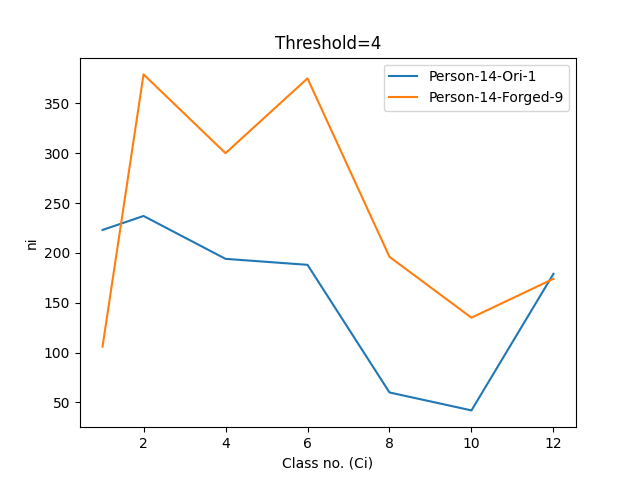 Threshold=4
Person-14-Ori-1
Person-14-Forged-9
350
300
250
200
150
100
50
ni
2 4 6 8 10 12
Class no. (Ci)